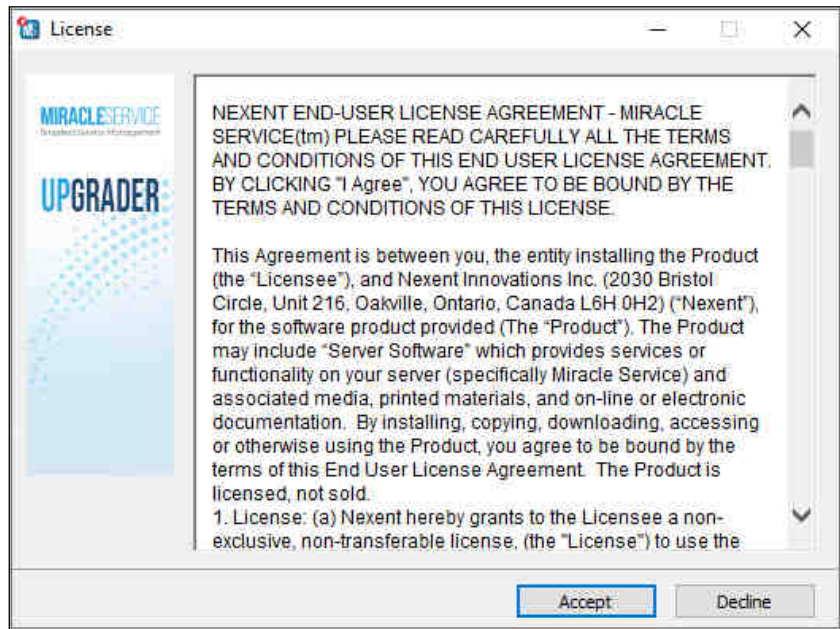 License
MIRACLESERVICE
Simplified Service Management
UPGRADER
NEXENT END-USER LICENSE AGREEMENT - MIRACLE
SERVICE(tm) PLEASE READ CAREFULLY ALL THE TERMS
AND CONDITIONS OF THIS END USER LICENSE AGREEMENT.
BY CLICKING "I Agree", YOU AGREE TO BE BOUND BY THE
TERMS AND CONDITIONS OF THIS LICENSE.
This Agreement is between you, the entity installing the Product
(the “Licensee”), and Nexent Innovations Inc. (2030 Bristol
Circle, Unit 216, Oakville, Ontario, Canada L6H 0H2) (“Nexent”),
for the software product provided (The “Product”). The Product
may include “Server Software” which provides services or
functionality on your server (specifically Miracle Service) and
associated media, printed materials, and on-line or electronic
documentation.  By installing, copying, downloading, accessing
or otherwise using the Product, you agree to be bound by the
terms of this End User License Agreement.  The Product is
licensed, not sold.
1. License: (a) Nexent hereby grants to the Licensee a non-
exclusive, non-transferable license, (the "License") to use the
Accept
Decline